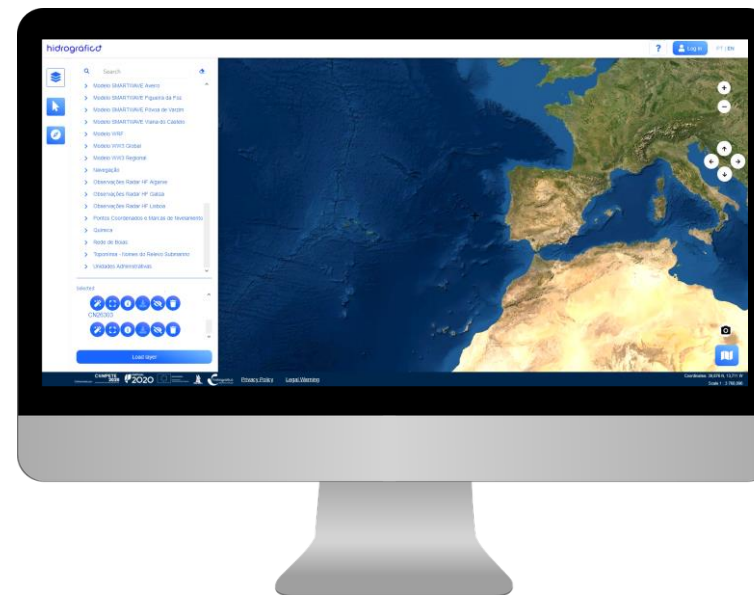 hidrográfico
?
Log in
PT | EN
Search
Modelo SMARTWAVE Aveiro
Modelo SMARTWAVE Figueira da Foz
Modelo SMARTWAVE Póvoa de Varzim
Modelo SMARTWAVE Viana do Castelo
Modelo WRF
Modelo WW3 Global
Modelo WW3 Regional
Navegação
Observações Radar HF Algarve
Observações Radar HF Galiza
Observações Radar HF Lisboa
Pontos Coordenados e Marcas de Nivelamento
Química
Rede de Boias
Toponímia - Nomes do Relevo Submarino
Unidades Administrativas
CN26303
Load layer
COMPETE 2020
2020
Privacy Policy
Legal Warning